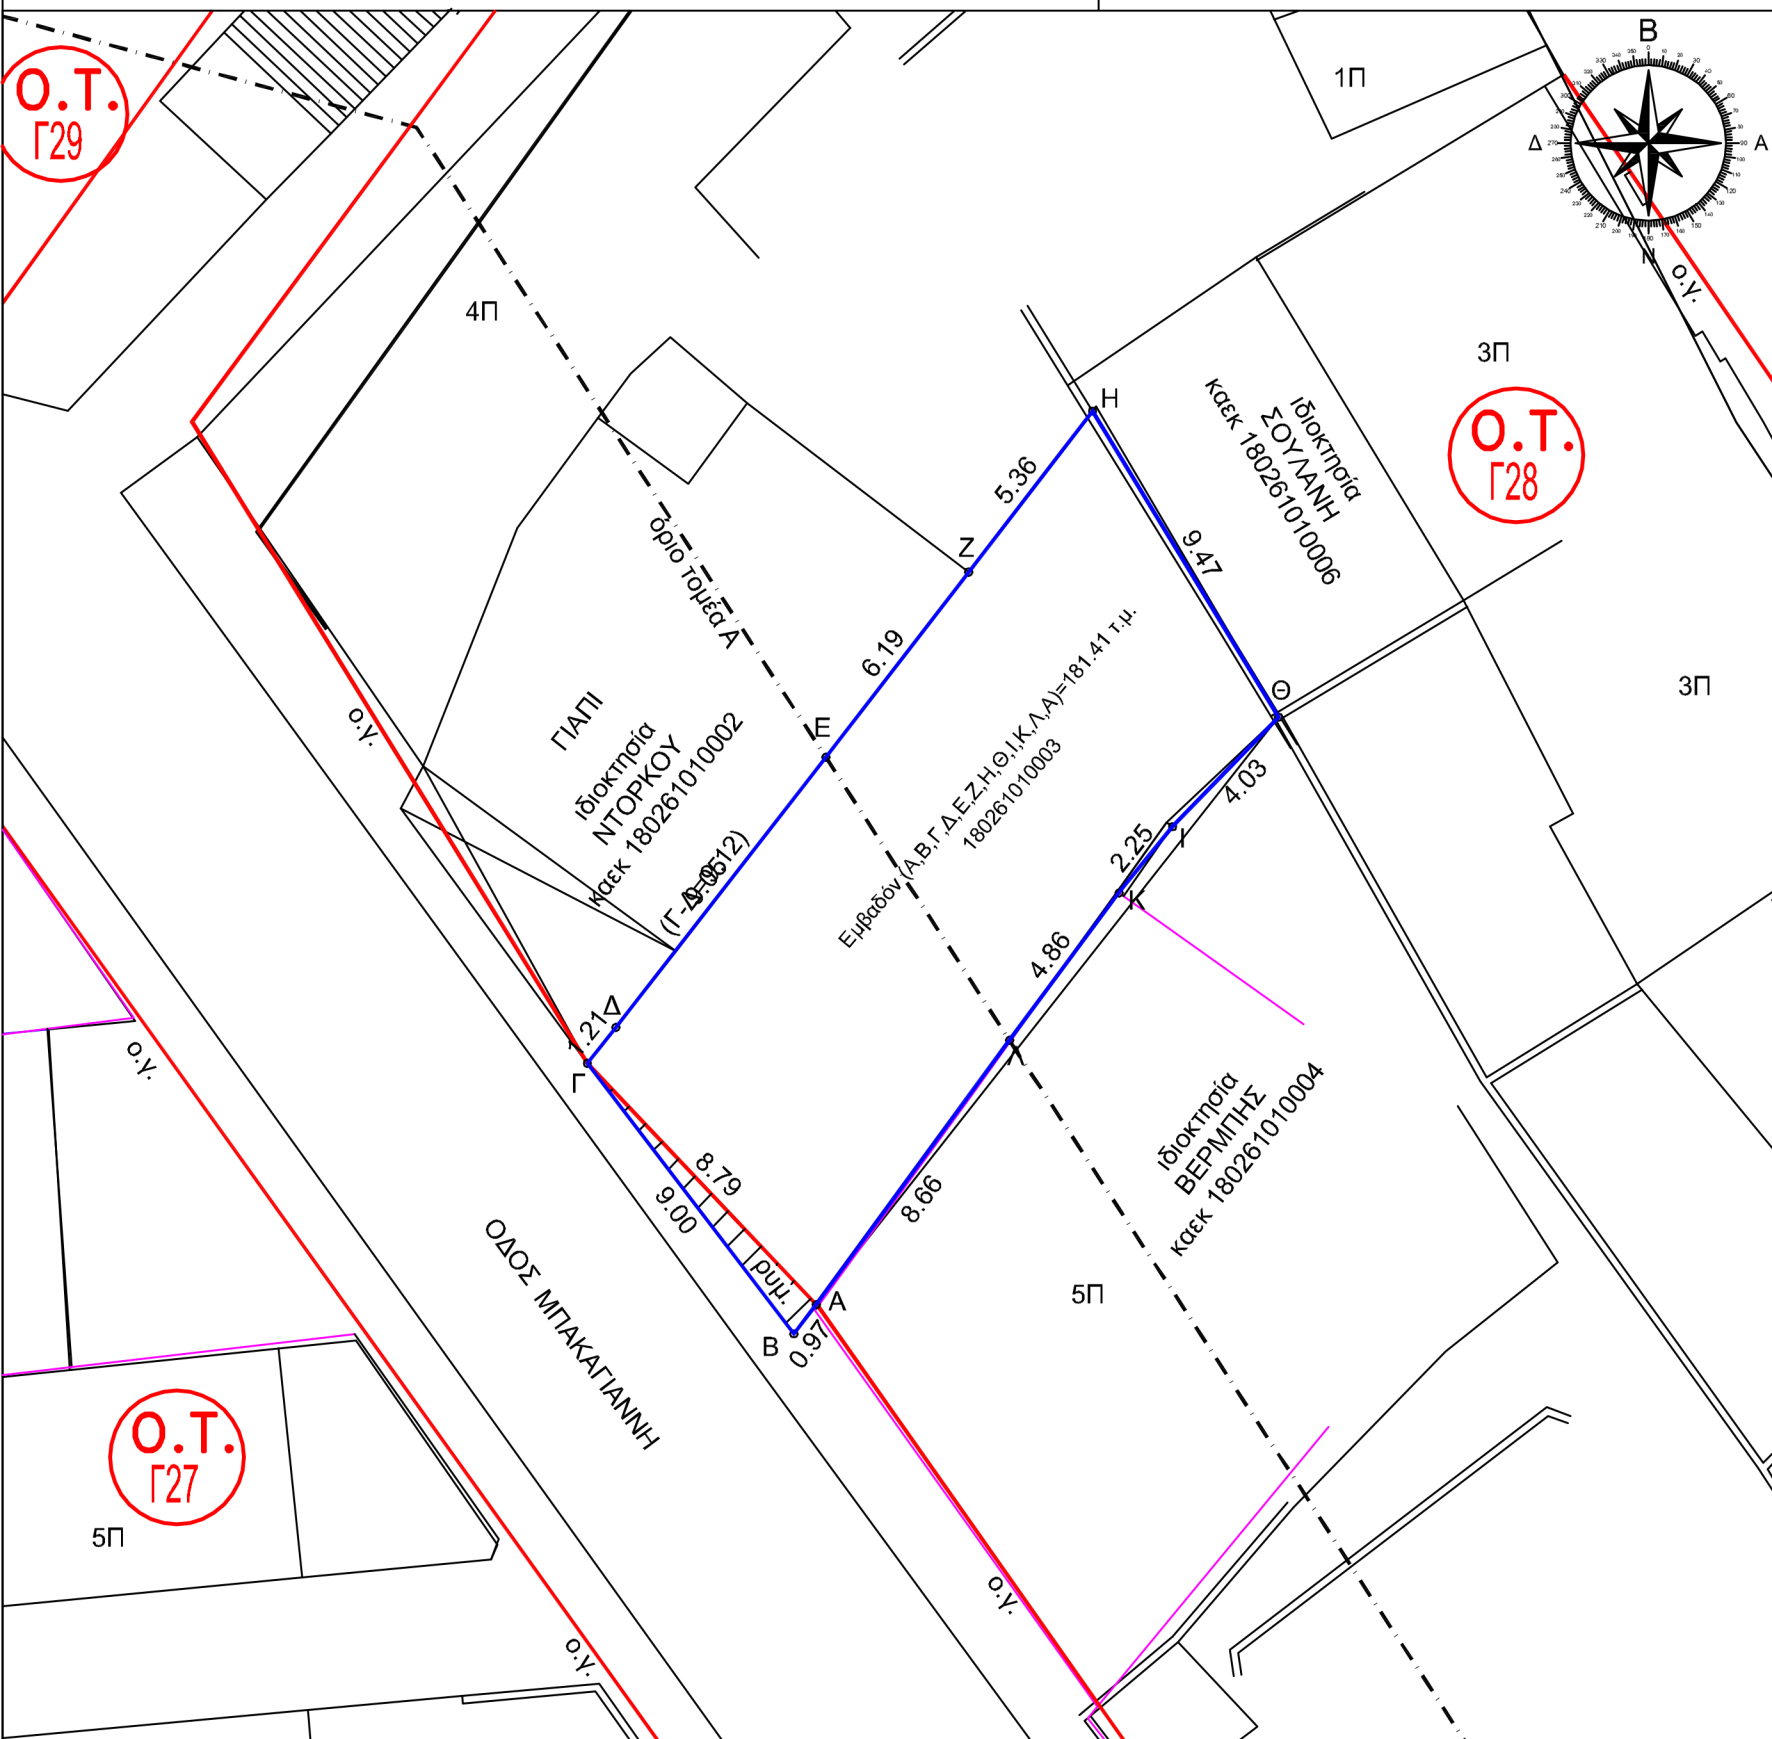 Ο.Τ.
Γ29
1Π
Β
Δ
Α
Ν
ο.γ.
4Π
3Π
ιδιοκτησία
ΣΟΥΛΑΝΗ
καεκ 180261010006
Ο.Τ.
Γ28
Η
5.36
9.47
Ζ
όριο τομέα Α
6.19
Θ
3Π
Ε
ΓΙΑΠΙ
ιδιοκτησία
ΝΤΟΡΚΟΥ
καεκ 180261010002
ο.γ.
Εμβαδόν (Α,Β,Γ,Δ,Ε,Ζ,Η,Θ,Ι,Κ,Λ,Α)=181.41 τ.μ.
180261010003
4.03
2.25
Ι
Κ
4.86
Δ
Γ
Λ
ο.γ.
ιδιοκτησία
ΒΕΡΜΠΗΣ
καεκ 180261010004
8.79
9.00
8.66
ρυμ.
Α
Β
0.97
5Π
ΟΔΟΣ ΜΠΑΚΑΓΙΑΝΝΗ
Ο.Τ.
Γ27
5Π
ο.γ.
ο.γ.